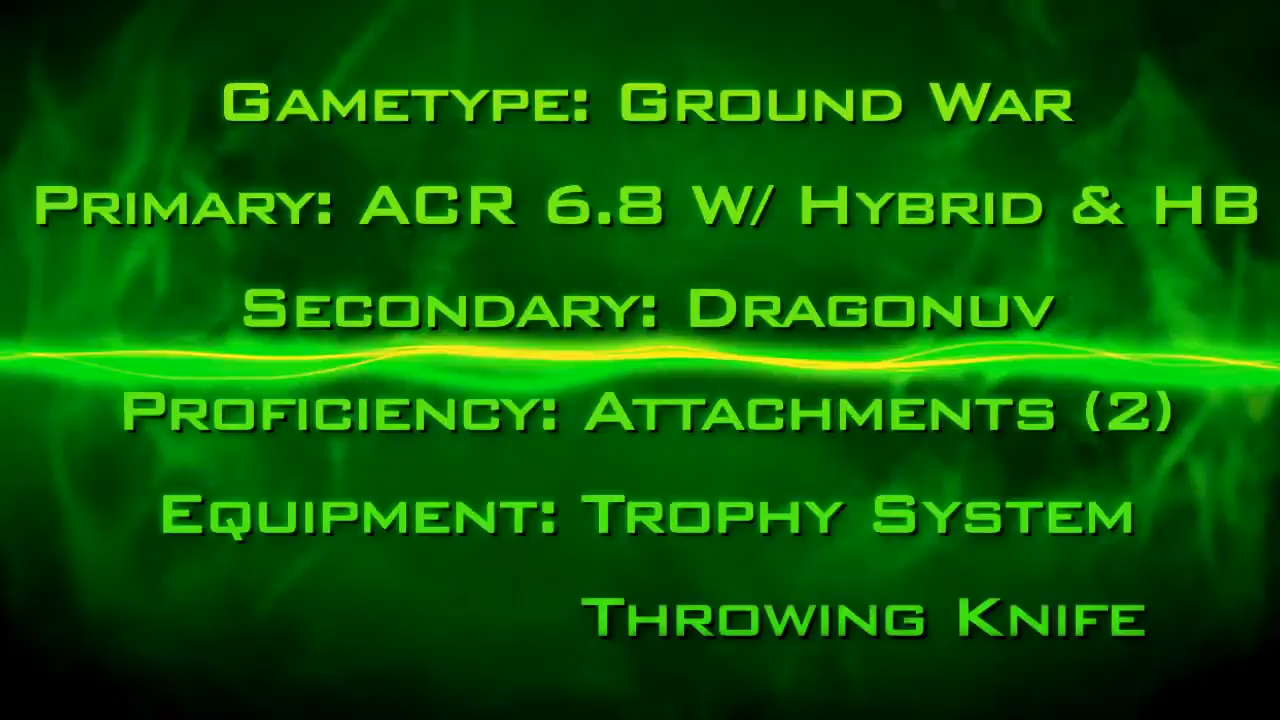 Gametype: Ground War
Primary: ACR 6.8 W/ Hybrid & HB
Secondary: Dragonuv
Proficiency: Attachments (2)
Equipment: Trophy System
Throwing Knife